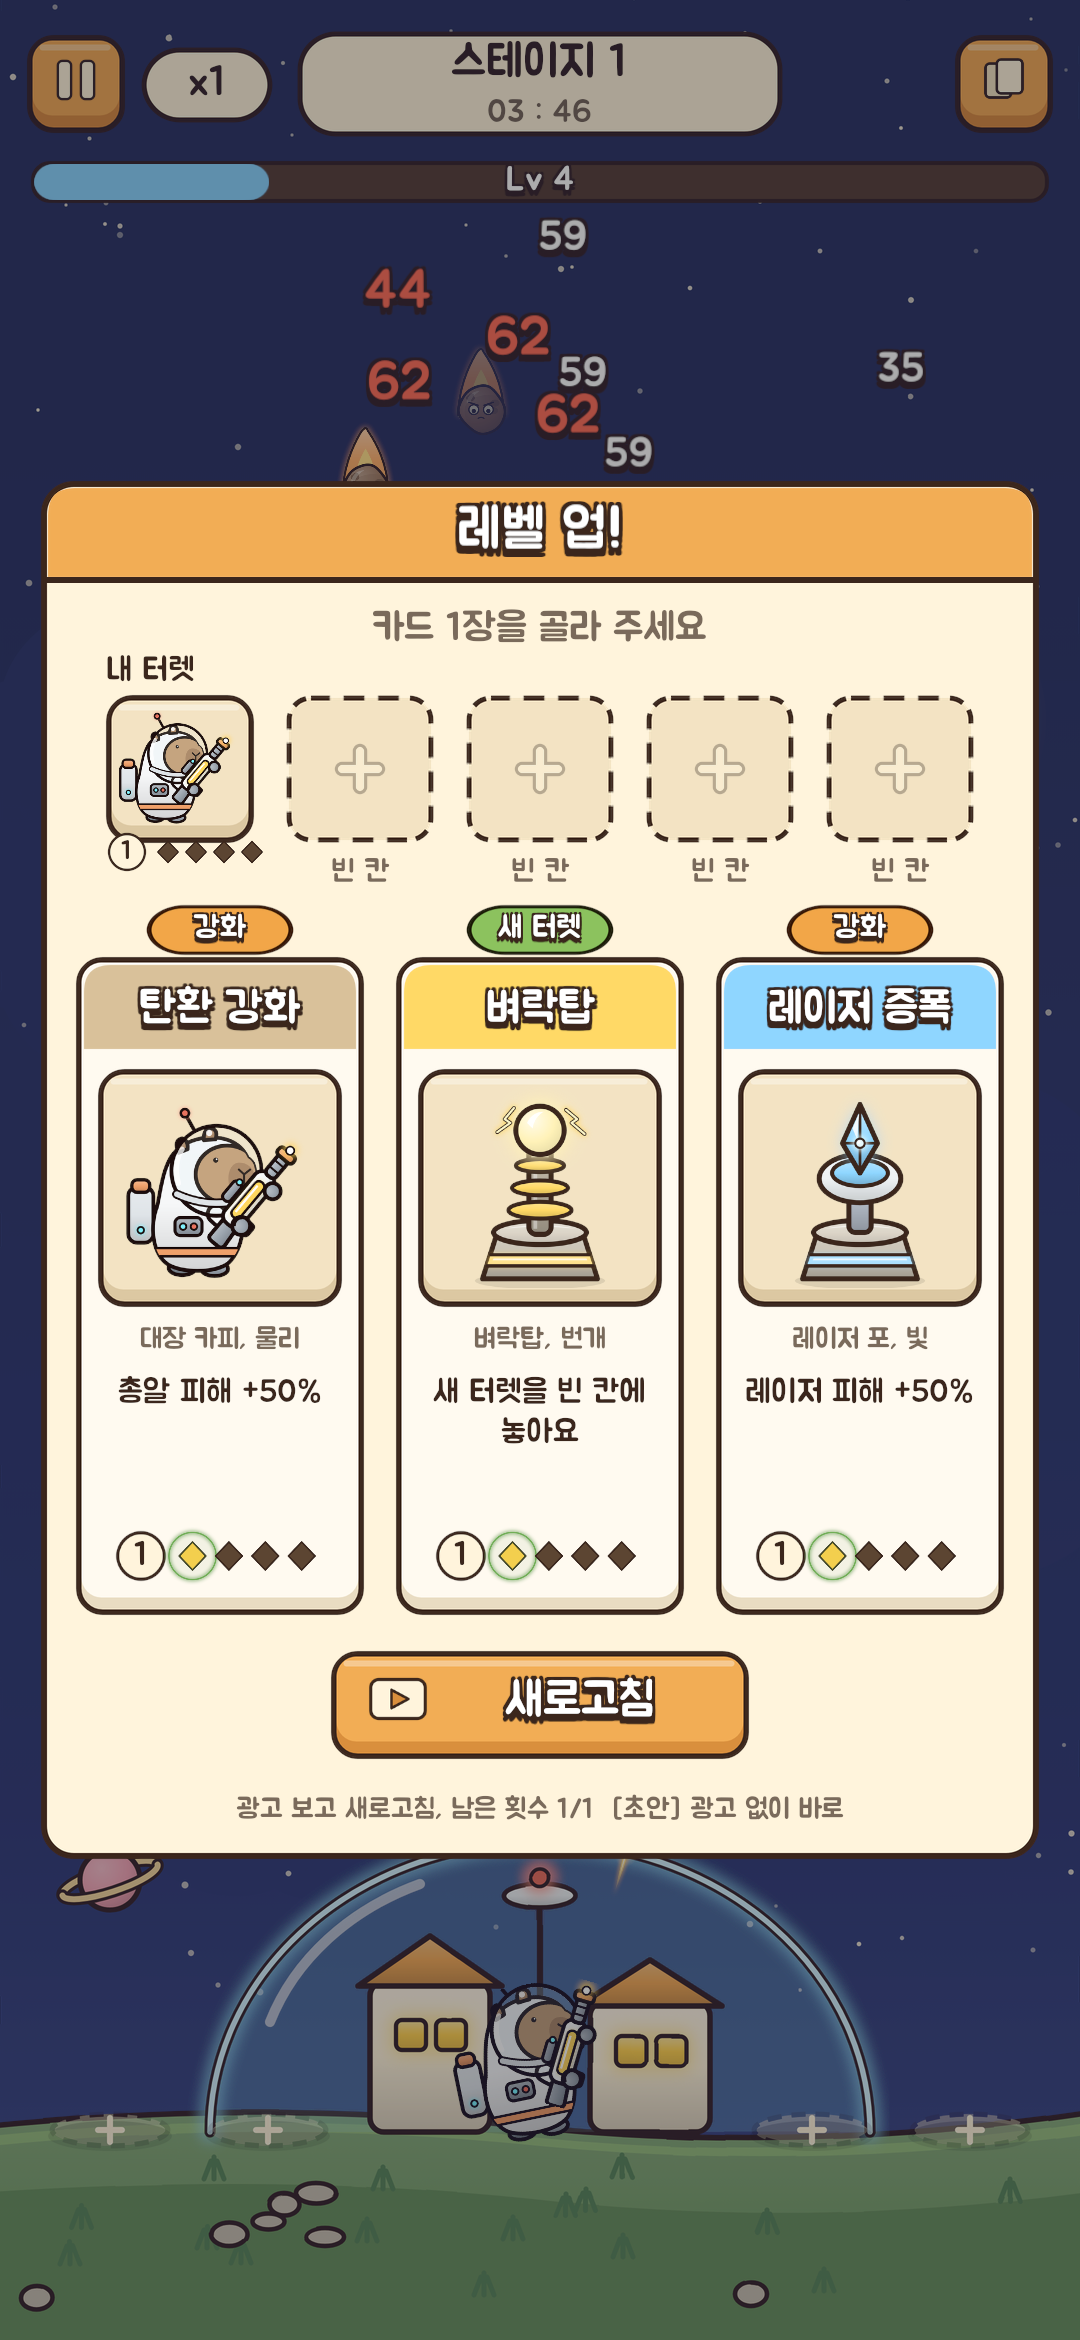 스테이지 1
x1
03 : 46
Lv 4
59
44
62
59
35
62
62
59
레벨 업!
카드 1장을 골라 주세요
내 터렛
1
빈 칸
빈 칸
빈 칸
빈 칸
강화
새 터렛
강화
탄환 강화
벼락탑
레이저 증폭
대장 카피, 물리
벼락탑, 번개
레이저 포, 빛
총알 피해 +50%
새 터렛을 빈 칸에
놓아요
레이저 피해 +50%
1
1
1
새로고침
광고 보고 새로고침, 남은 횟수 1/1 [초안] 광고 없이 바로